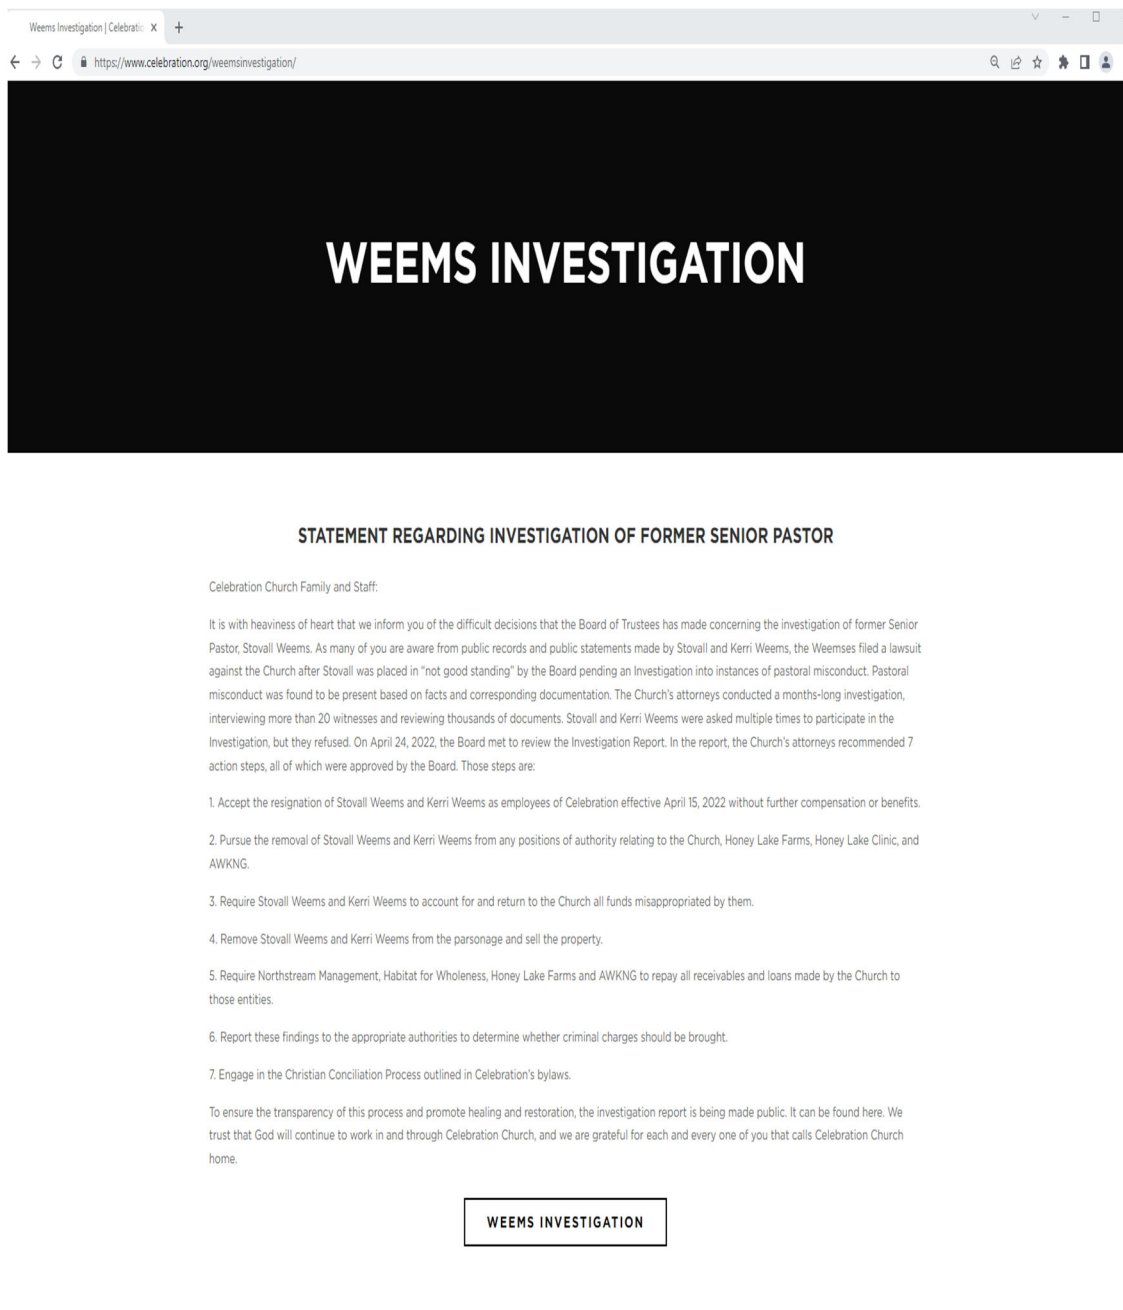 Weems Investigation | Celebratio
https://www.celebration.org/weemsinvestigation/
WEEMS INVESTIGATION
STATEMENT REGARDING INVESTIGATION OF FORMER SENIOR PASTOR
Celebration Church Family and Staff:
It is with heaviness of heart that we inform you of the difficult decisions that the Board of Trustees has made concerning the investigation of former Senior
Pastor, Stovall Weems. As many of you are aware from public records and public statements made by Stovall and Kerri Weems, the Weemses filed a lawsuit
against the Church after Stovall was placed in “not good standing” by the Board pending an Investigation into instances of pastoral misconduct. Pastoral
misconduct was found to be present based on facts and corresponding documentation. The Church’s attorneys conducted a months-long investigation,
interviewing more than 20 witnesses and reviewing thousands of documents. Stovall and Kerri Weems were asked multiple times to participate in the
Investigation, but they refused. On April 24, 2022, the Board met to review the Investigation Report. In the report, the Church’s attorneys recommended 7
action steps, all of which were approved by the Board. Those steps are:
1. Accept the resignation of Stovall Weems and Kerri Weems as employees of Celebration effective April 15, 2022 without further compensation or benefits.
2. Pursue the removal of Stovall Weems and Kerri Weems from any positions of authority relating to the Church, Honey Lake Farms, Honey Lake Clinic, and
AWKNG.
3. Require Stovall Weems and Kerri Weems to account for and return to the Church all funds misappropriated by them.
4. Remove Stovall Weems and Kerri Weems from the parsonage and sell the property.
5. Require Northstream Management, Habitat for Wholeness, Honey Lake Farms and AWKNG to repay all receivables and loans made by the Church to
those entities.
6. Report these findings to the appropriate authorities to determine whether criminal charges should be brought.
7. Engage in the Christian Conciliation Process outlined in Celebration’s bylaws.
To ensure the transparency of this process and promote healing and restoration, the investigation report is being made public. It can be found here. We
trust that God will continue to work in and through Celebration Church, and we are grateful for each and every one of you that calls Celebration Church
home.
WEEMS INVESTIGATION